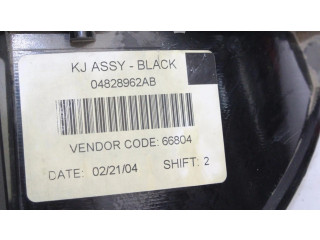 KJ ASSY - BLACK
04828962AB
VENDOR CODE: 66804
DATE: 02/21/04 SHIFT: 2